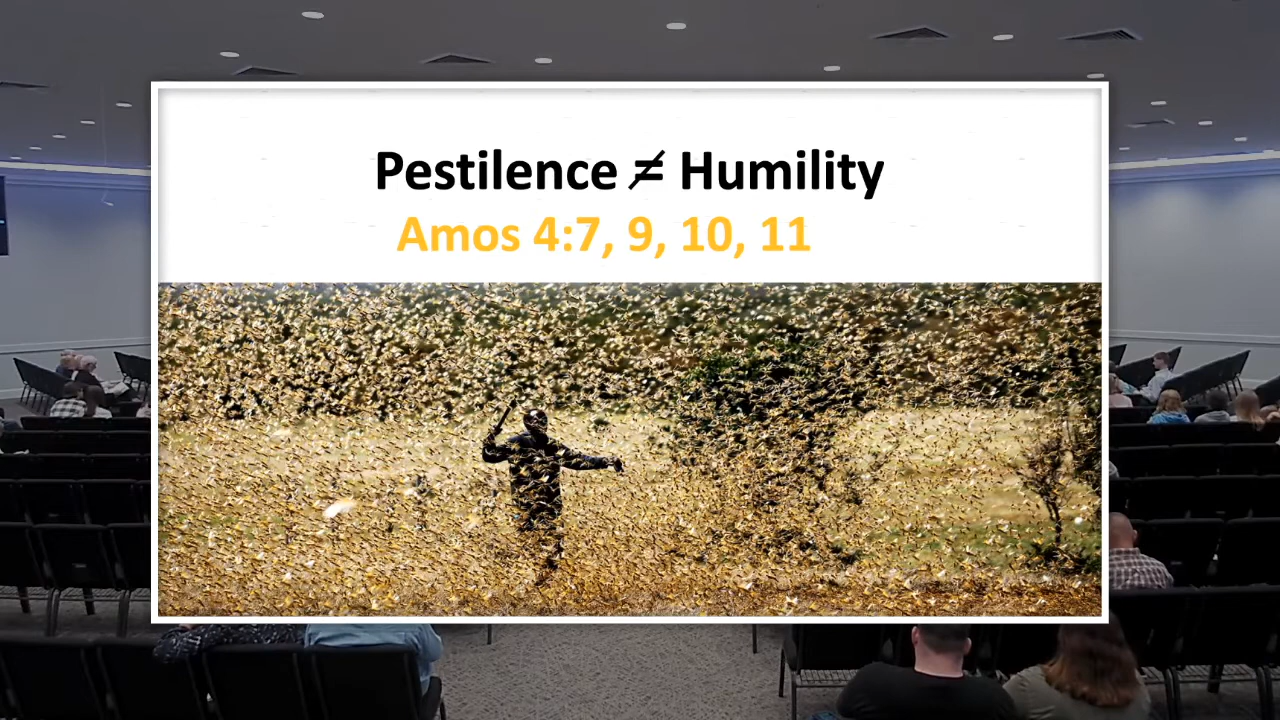 Pestilence ≠ Humility
Amos 4:7, 9, 10, 11